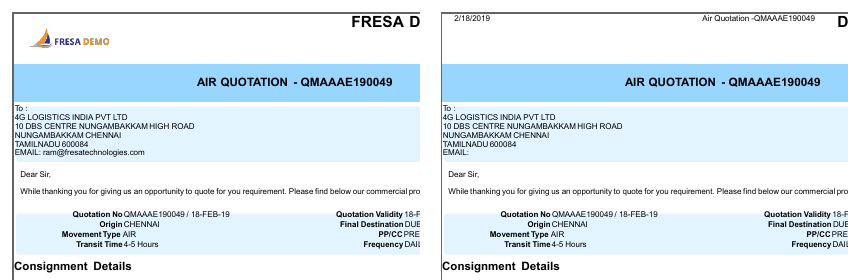 FRESA D
FRESA DEMO
AIR QUOTATION - QMAAAE190049
To :
4G LOGISTICS INDIA PVT LTD
10 DBS CENTRE NUNGAMBAKKAM HIGH ROAD
NUNGAMBAKKAM CHENNAI
TAMILNADU 600084
EMAIL: ram@fresatechnologies.com
Dear Sir,
While thanking you for giving us an opportunity to quote for you requirement. Please find below our commercial pro
Quotation No QMAAAE190049 / 18-FEB-19 Quotation Validity 18-F
Origin CHENNAI Final Destination DUB
Movement Type AIR PP/CC PRE
Transit Time 4-5 Hours Frequency DAIL
Consignment Details
2/18/2019 Air Quotation -QMAAAE190049 D
AIR QUOTATION - QMAAAE190049
To :
4G LOGISTICS INDIA PVT LTD
10 DBS CENTRE NUNGAMBAKKAM HIGH ROAD
NUNGAMBAKKAM CHENNAI
TAMILNADU 600084
EMAIL:
Dear Sir,
While thanking you for giving us an opportunity to quote for you requirement. Please find below our commercial pro
Quotation No QMAAAE190049 / 18-FEB-19 Quotation Validity 18-F
Origin CHENNAI Final Destination DUB
Movement Type AIR PP/CC PRE
Transit Time 4-5 Hours Frequency DAIL
Consignment Details